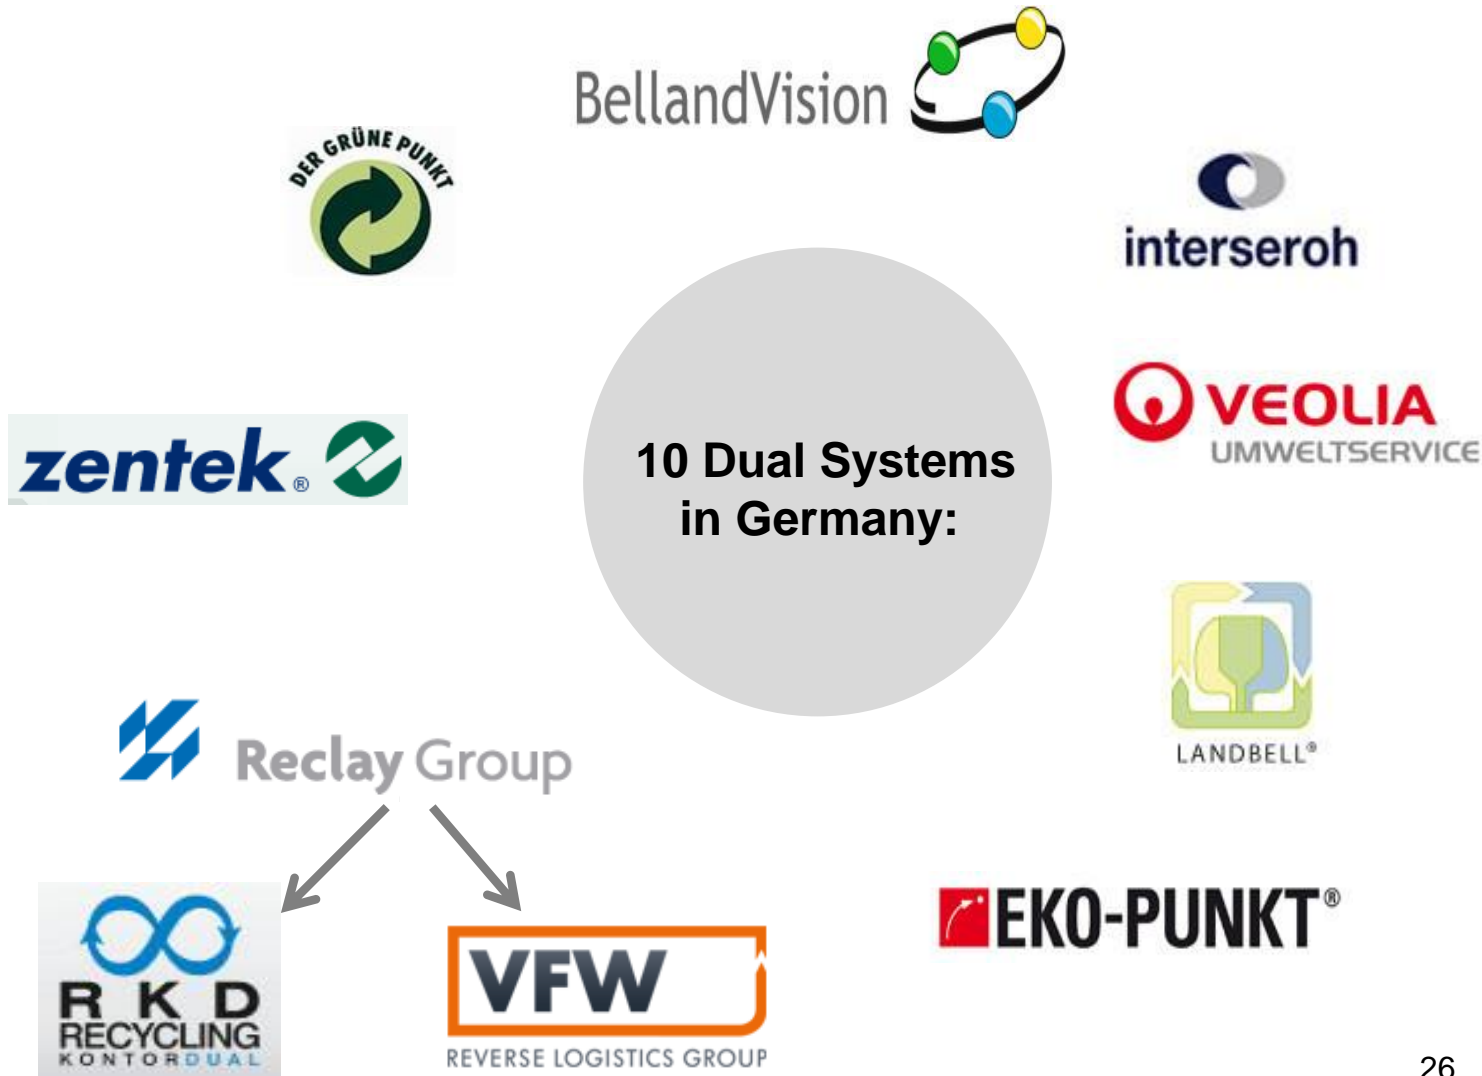 BellandVision
DER GRÜNE PUNKT
interseroh
VEOLIA
UMWELTSERVICE
zentek®
10 Dual Systems
in Germany:
LANDBELL®
Reclay Group
EKO-PUNKT®
RKD
RECYCLING
KONTORDUAL
VFW
REVERSE LOGISTICS GROUP
26